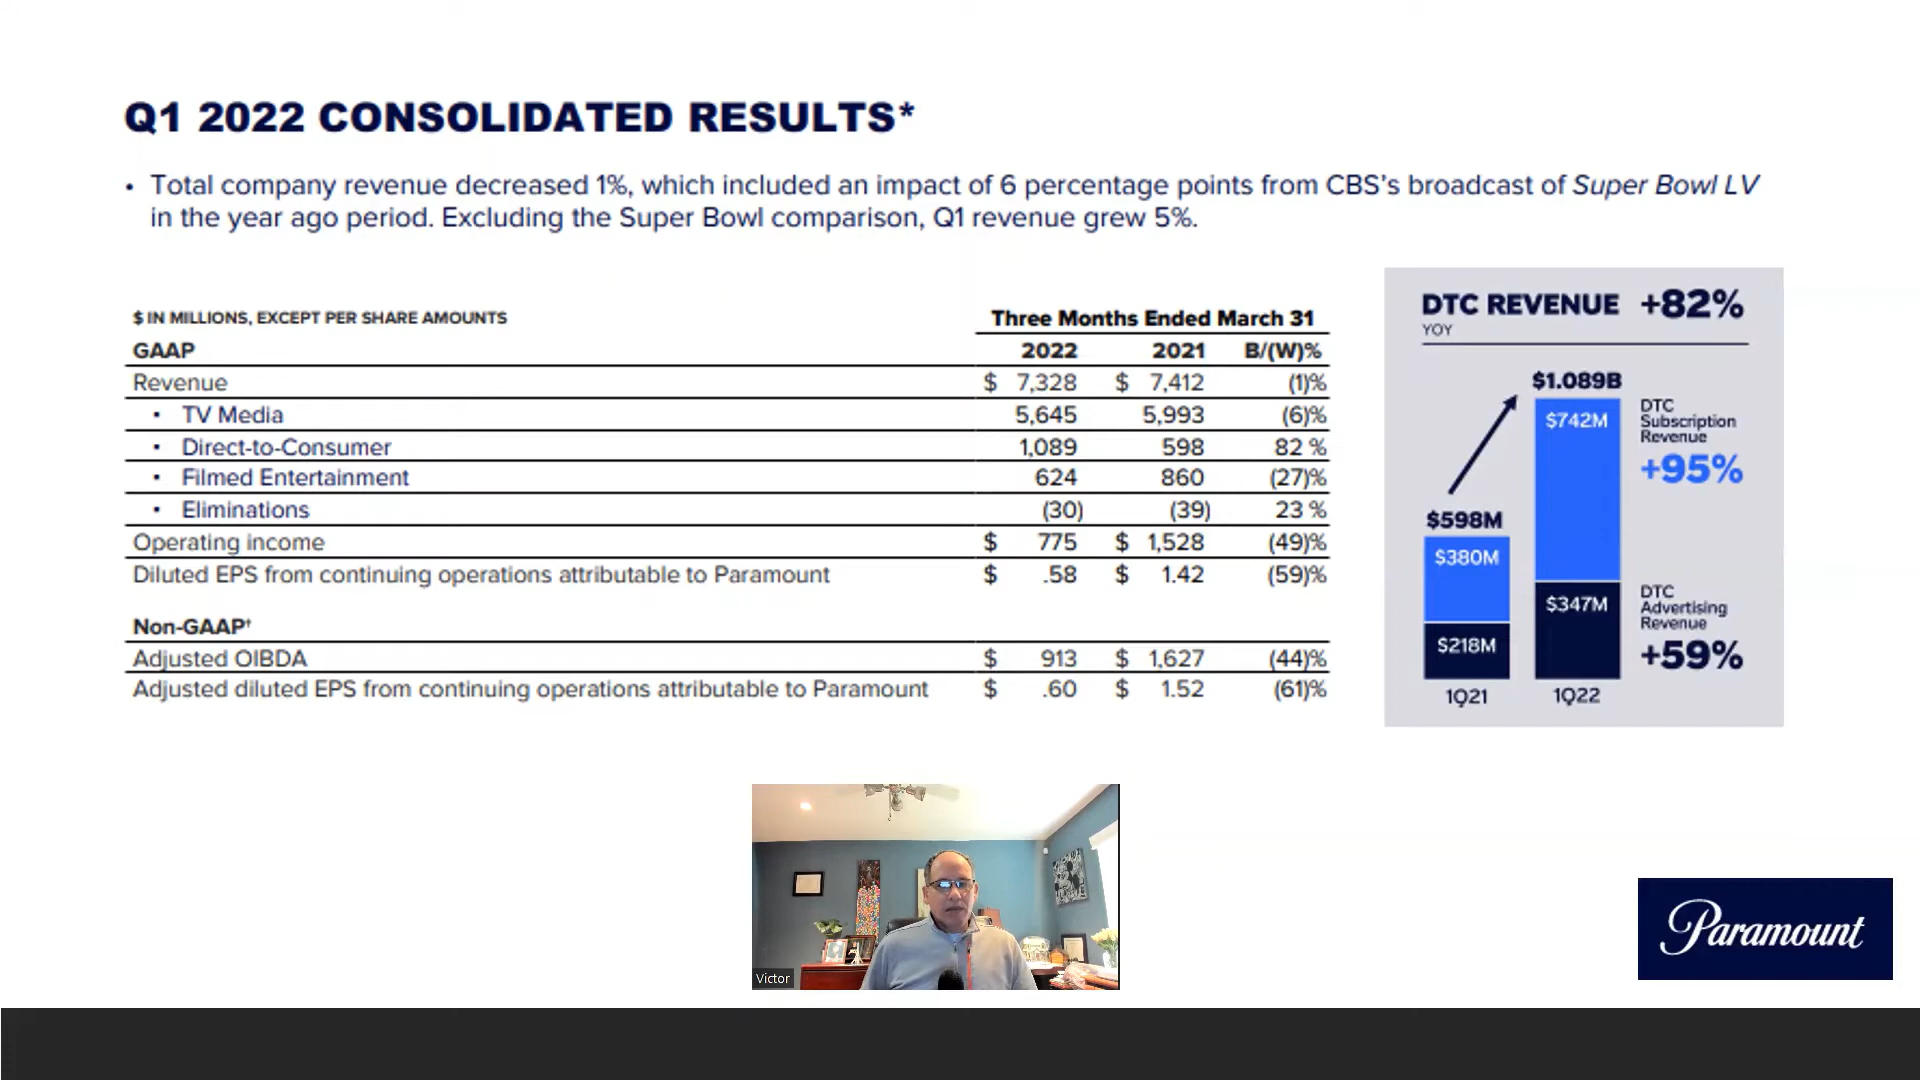 Q1 2022 CONSOLIDATED RESULTS*
• Total company revenue decreased 1%, which included an impact of 6 percentage points from CBS's broadcast of Super Bowl LV
in the year ago period. Excluding the Super Bowl comparison, Q1 revenue grew 5%.
$ IN MILLIONS, EXCEPT PER SHARE AMOUNTS Three Months Ended March 31
GAAP 2022 2021 B/(W)%
Revenue $ 7,328 $ 7,412 (1)%
• TV Media 5,645 5,993 (6)%
• Direct-to-Consumer 1,089 598 82 %
• Filmed Entertainment 624 860 (27)%
• Eliminations (30) (39) 23 %
Operating income $ 775 $ 1,528 (49)%
Diluted EPS from continuing operations attributable to Paramount $ .58 $ 1.42 (59)%
Non-GAAP†
Adjusted OIBDA $ 913 $ 1,627 (44)%
Adjusted diluted EPS from continuing operations attributable to Paramount $ .60 $ 1.52 (61)%
DTC REVENUE +82%
YOY
$1.089B
$742M
DTC
Subscription
Revenue
+95%
$598M
$380M
$347M
DTC
Advertising
Revenue
+59%
$218M
1Q21 1Q22
Victor
Paramount